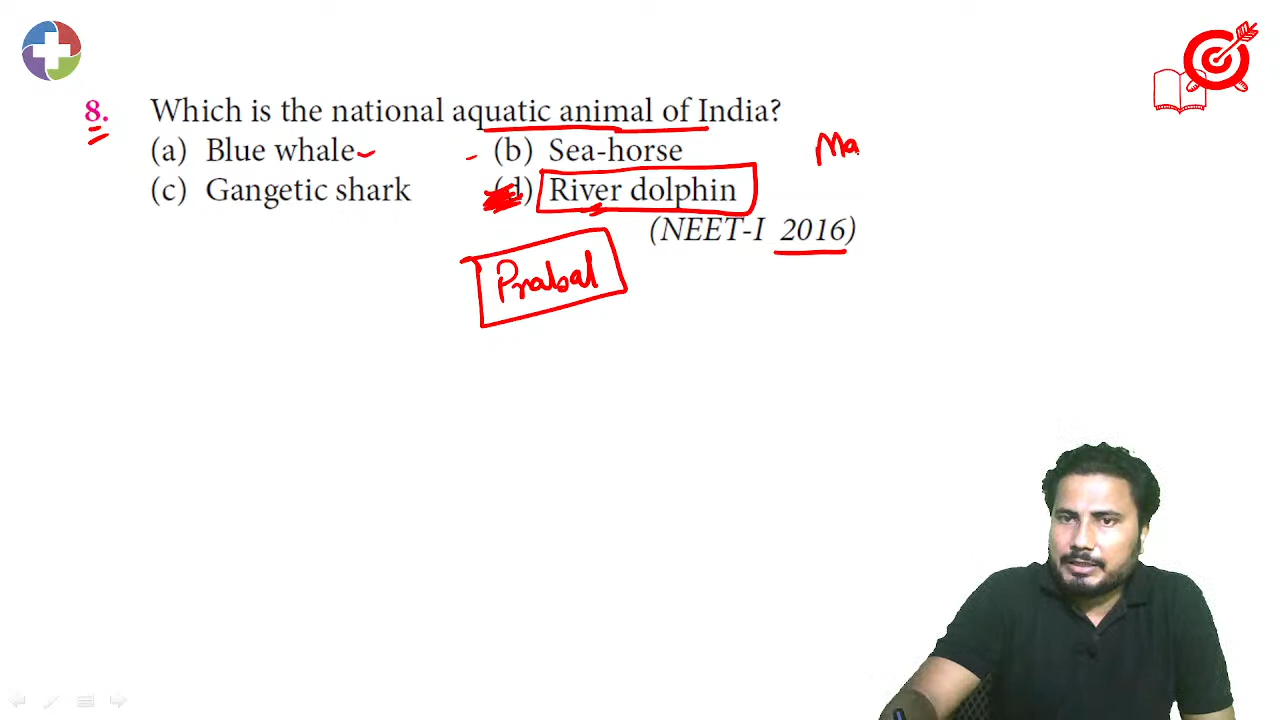 8. Which is the national aquatic animal of India?
(a) Blue whale (b) Sea-horse
Ma
(c) Gangetic shark (d) River dolphin
(NEET-I 2016)
Prabal